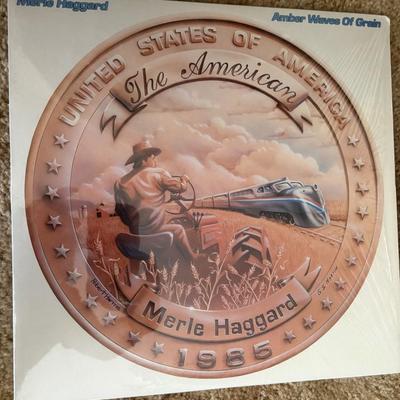 Merle Haggard
Amber Waves Of Grain
UNITED STATES OF AMERICA
The American
Merle Haggard
1985